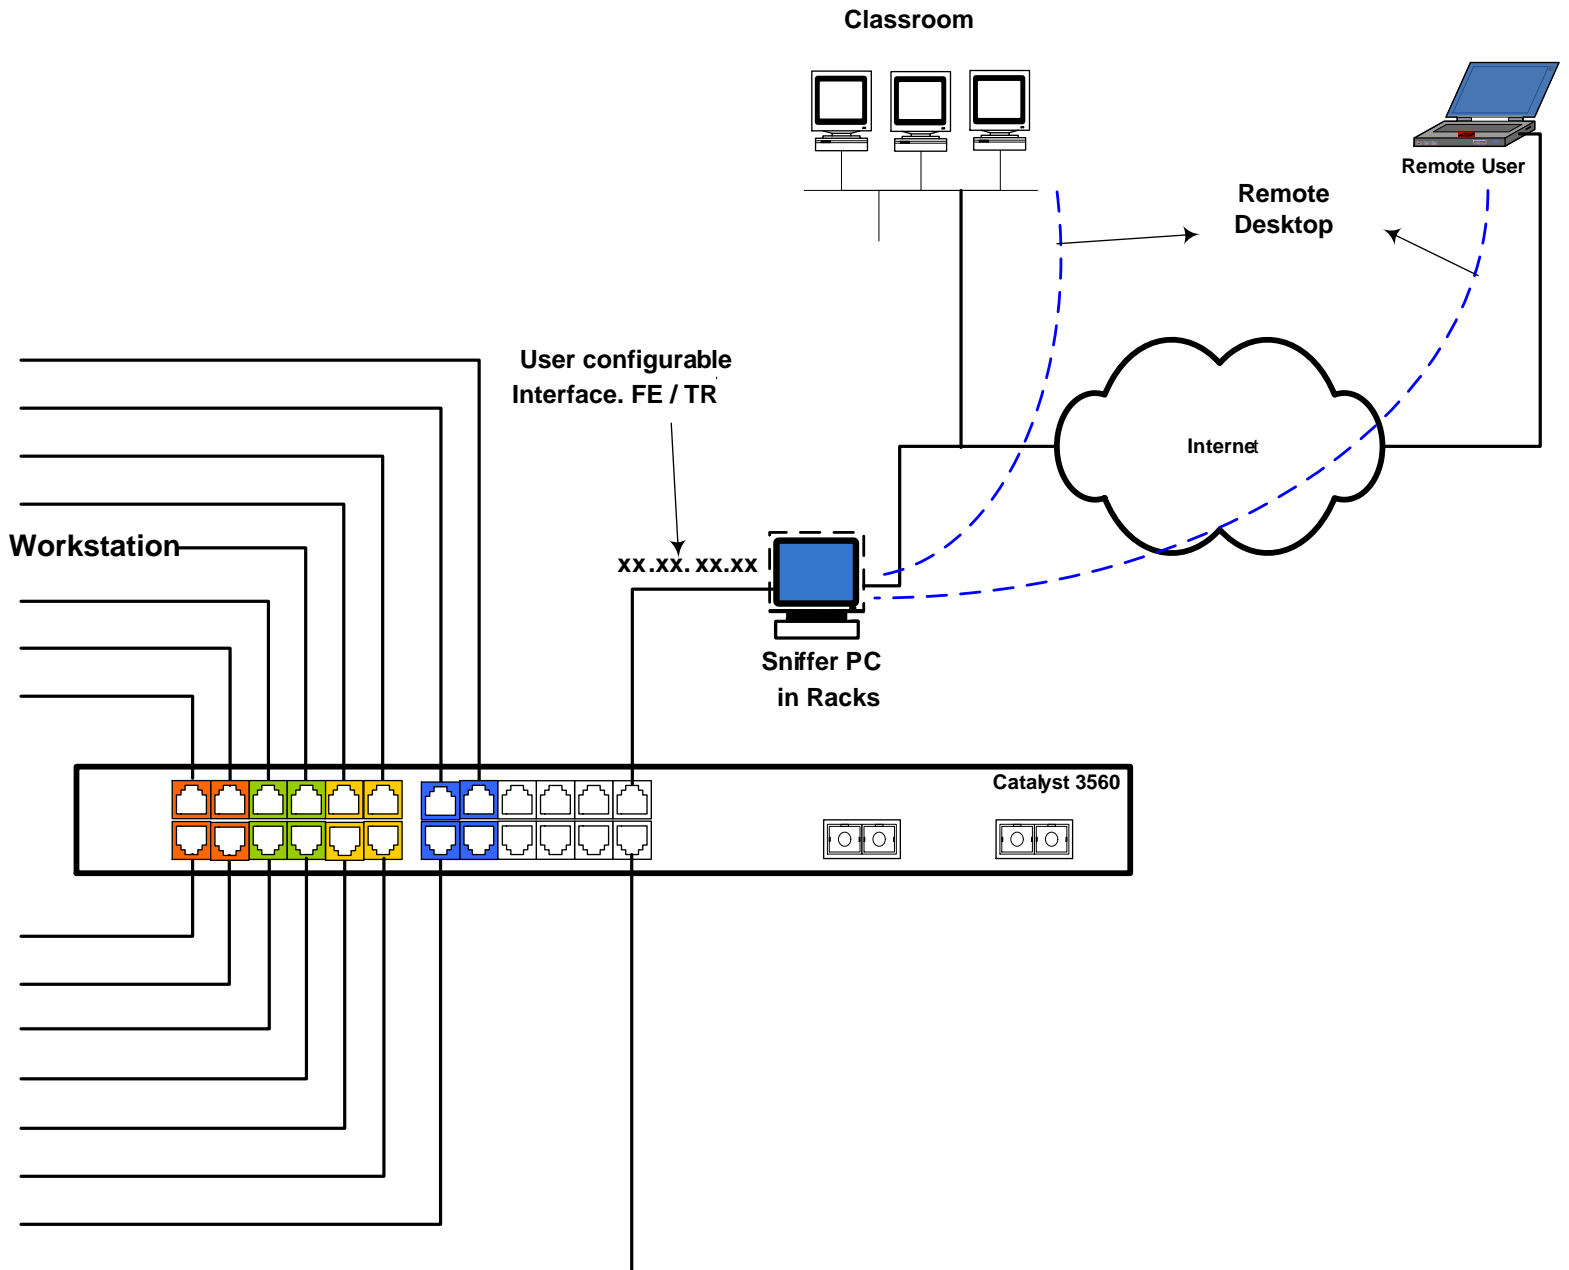 Classroom
Remote User
Remote
Desktop
User configurable
Interface. FE / TR
Internet
Workstation
xx.xx. xx.xx
Sniffer PC
in Racks
Catalyst 3560